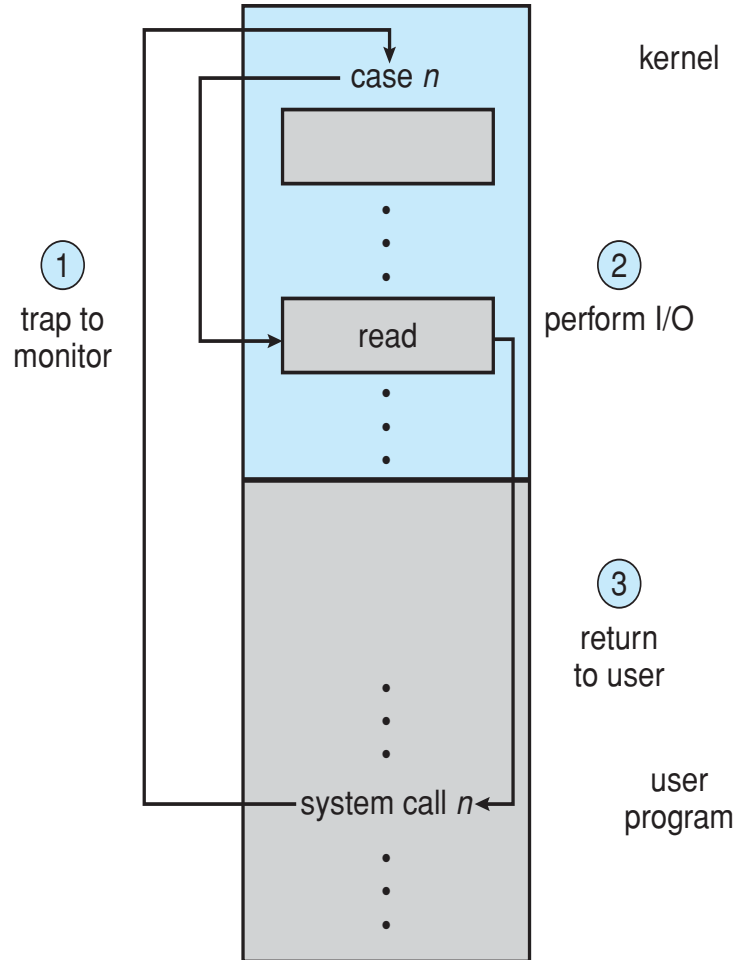 kernel
case n
1
trap to
monitor
2
perform I/O
read
3
return
to user
system call n
user
program